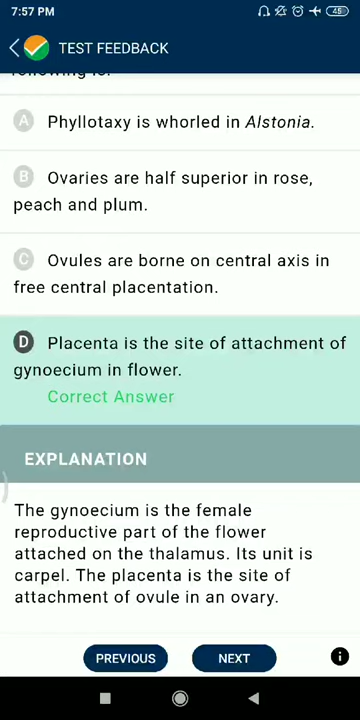 7:57 PM
45
TEST FEEDBACK
following is:
A Phyllotaxy is whorled in Alstonia.
B Ovaries are half superior in rose,
peach and plum.
C Ovules are borne on central axis in
free central placentation.
D Placenta is the site of attachment of
gynoecium in flower.
Correct Answer
EXPLANATION
The gynoecium is the female
reproductive part of the flower
attached on the thalamus. Its unit is
carpel. The placenta is the site of
attachment of ovule in an ovary.
PREVIOUS NEXT